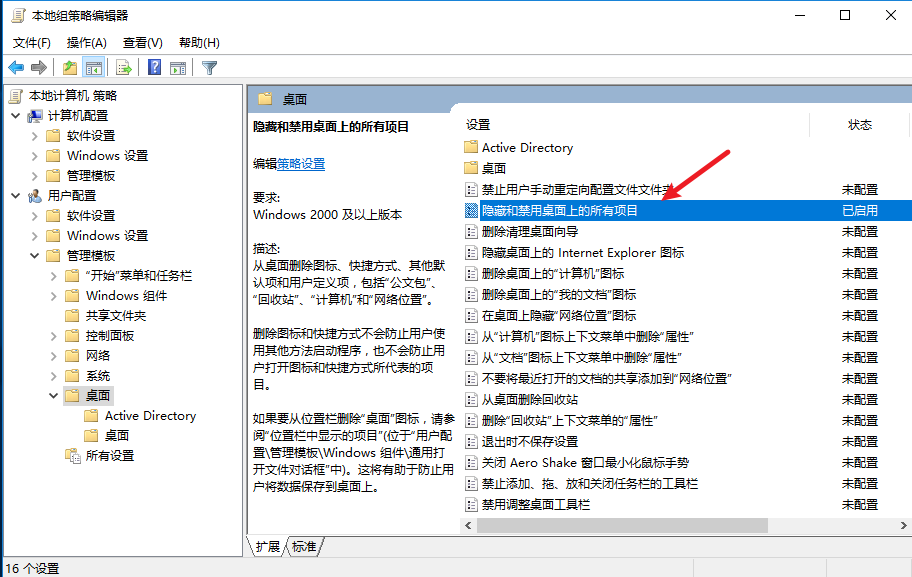 本地组策略编辑器
文件(F) 操作(A) 查看(V) 帮助(H)
本地计算机 策略
计算机配置
软件设置
Windows 设置
管理模板
用户配置
软件设置
Windows 设置
管理模板
“开始”菜单和任务栏
Windows 组件
共享文件夹
控制面板
网络
系统
桌面
Active Directory
桌面
所有设置
桌面
隐藏和禁用桌面上的所有项目
编辑策略设置
要求:
Windows 2000 及以上版本
描述:
从桌面删除图标、快捷方式、其他默
认项和用户定义项，包括“公文包”、
“回收站”、“计算机”和“网络位置”。
删除图标和快捷方式不会防止用户使
用其他方法启动程序，也不会防止用
户打开图标和快捷方式所代表的项
目。
如果要从位置栏删除“桌面”图标，请参
阅“位置栏中显示的项目”(位于“用户配
置\管理模板\Windows 组件\通用打
开文件对话框”中)。这将有助于防止用
户将数据保存到桌面上。
设置 状态
Active Directory
桌面
禁止用户手动重定向配置文件文件夹 未配置
隐藏和禁用桌面上的所有项目 已启用
删除清理桌面向导 未配置
隐藏桌面上的 Internet Explorer 图标 未配置
删除桌面上的“计算机”图标 未配置
删除桌面上的“我的文档”图标 未配置
在桌面上隐藏“网络位置”图标 未配置
从“计算机”图标上下文菜单中删除“属性” 未配置
从“文档”图标上下文菜单中删除“属性” 未配置
不要将最近打开的文档的共享添加到“网络位置” 未配置
从桌面删除回收站 未配置
删除“回收站”上下文菜单的“属性” 未配置
退出时不保存设置 未配置
关闭 Aero Shake 窗口最小化鼠标手势 未配置
禁止添加、拖、放和关闭任务栏的工具栏 未配置
禁用调整桌面工具栏 未配置
扩展 标准
16 个设置